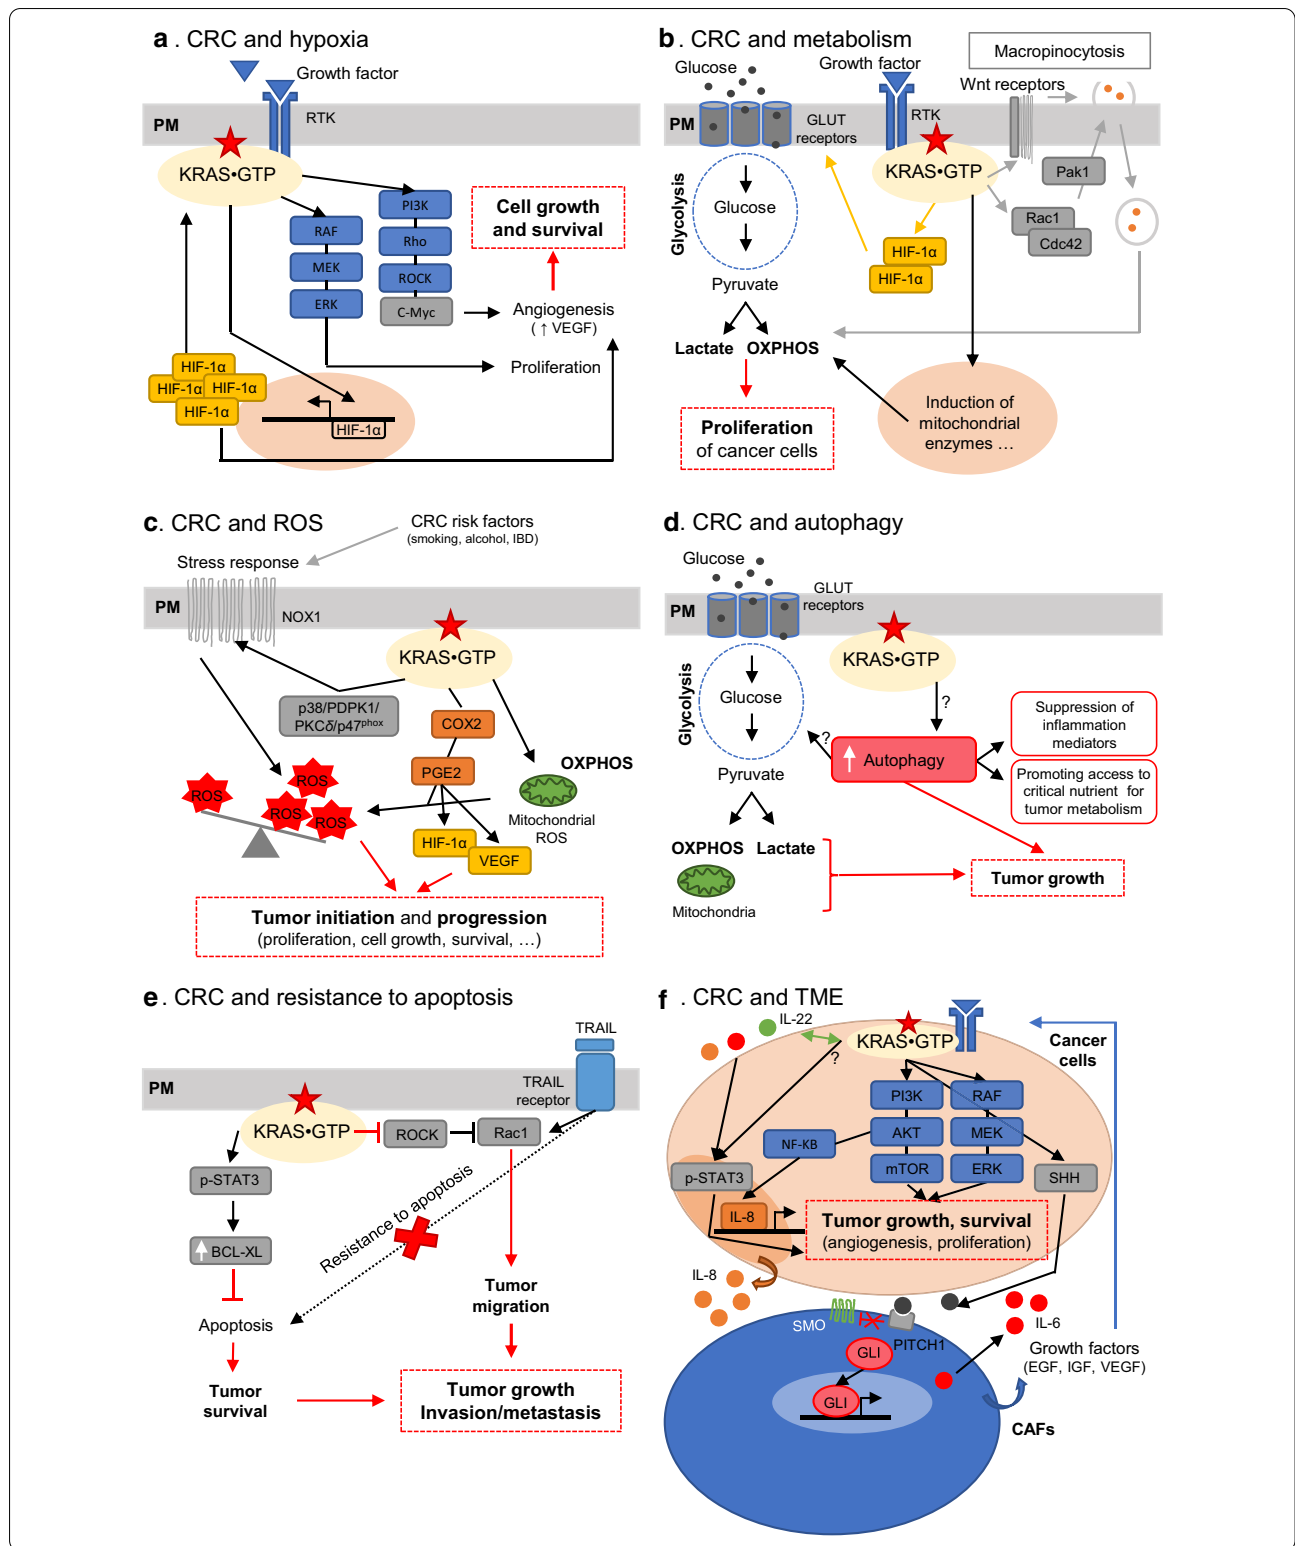 a . CRC and hypoxia
Growth factor
RTK
PM
KRAS•GTP
PI3K
RAF
Rho
MEK
ROCK
ERK
C-Myc
Cell growth
and survival
Angiogenesis
( ↑ VEGF)
Proliferation
HIF-1α
HIF-1α
HIF-1α
HIF-1α
HIF-1α
b . CRC and metabolism
Macropinocytosis
Glucose
Growth factor
Wnt receptors
PM
GLUT
receptors
RTK
KRAS•GTP
Pak1
Rac1
Cdc42
Glycolysis
Glucose
HIF-1α
HIF-1α
Pyruvate
Lactate
OXPHOS
Proliferation
of cancer cells
Induction of
mitochondrial
enzymes ...
c. CRC and ROS
CRC risk factors
(smoking, alcohol, IBD)
Stress response
PM
NOX1
KRAS•GTP
p38/PDPK1/
PKCδ/p47phox
COX2
PGE2
OXPHOS
Mitochondrial
ROS
ROS
ROS
ROS
ROS
HIF-1α
VEGF
Tumor initiation and progression
(proliferation, cell growth, survival, ...)
d. CRC and autophagy
Glucose
GLUT
receptors
PM
KRAS•GTP
?
Glycolysis
Glucose
?
Autophagy
Suppression of
inflammation
mediators
Promoting access to
critical nutrient for
tumor metabolism
Pyruvate
OXPHOS
Lactate
Mitochondria
Tumor growth
e. CRC and resistance to apoptosis
TRAIL
PM
TRAIL
receptor
KRAS•GTP
ROCK
Rac1
p-STAT3
BCL-XL
Resistance to apoptosis
Apoptosis
Tumor
migration
Tumor
survival
Tumor growth
Invasion/metastasis
f . CRC and TME
IL-22
KRAS•GTP
?
Cancer
cells
PI3K
RAF
NF-KB
AKT
MEK
p-STAT3
mTOR
ERK
SHH
IL-8
Tumor growth, survival
(angiogenesis, proliferation)
IL-8
SMO
PITCH1
IL-6
GLI
Growth factors
(EGF, IGF, VEGF)
GLI
CAFs